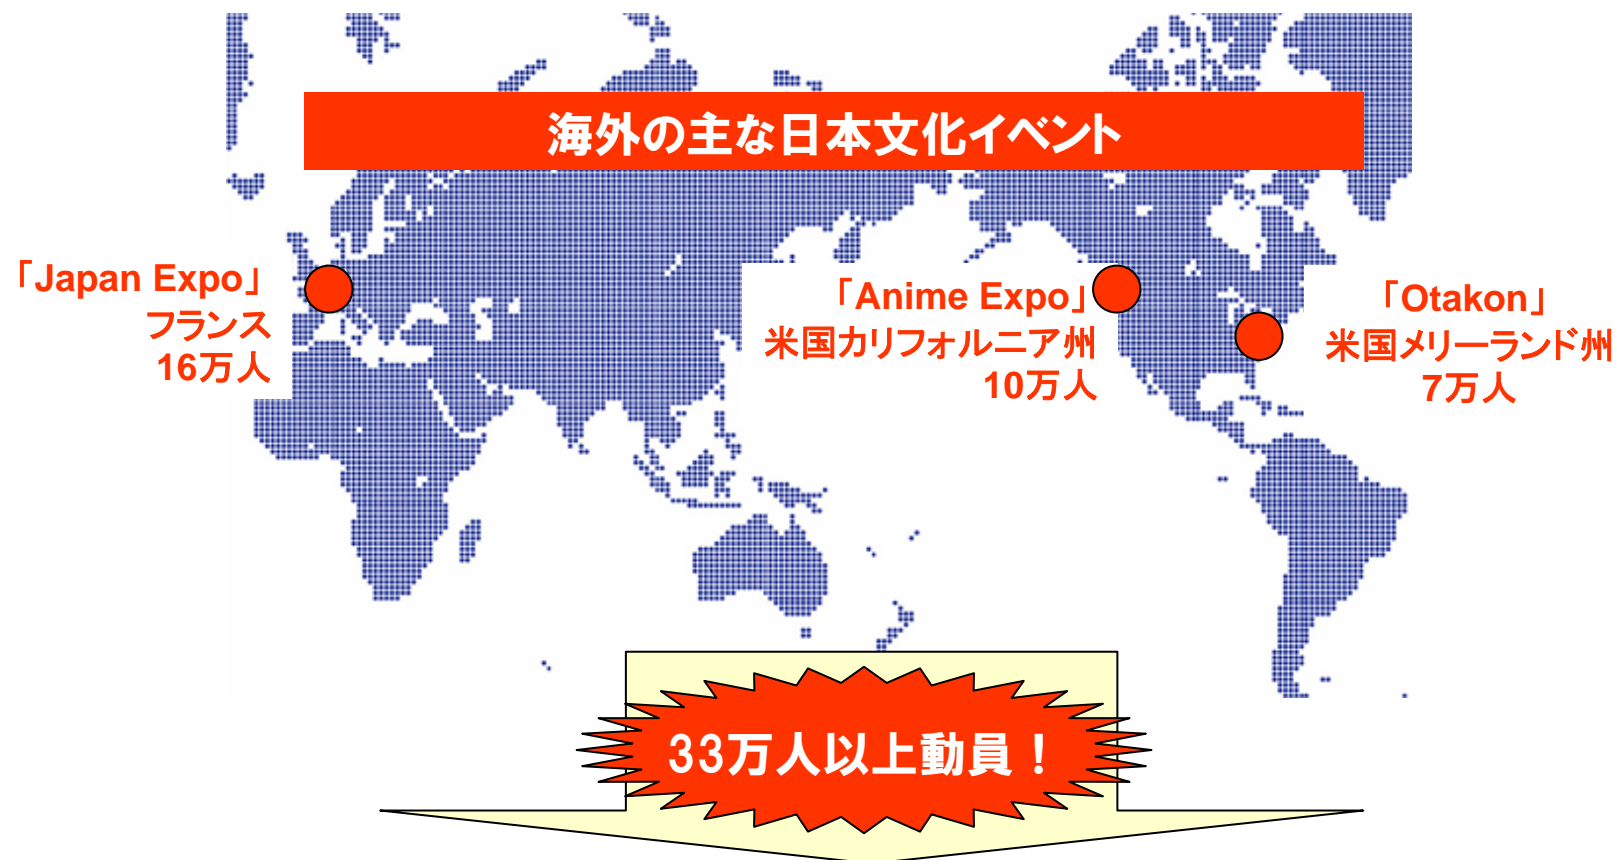 海外の主な日本文化イベント
「Japan Expo」
フランス
16万人
「Anime Expo」
米国カリフォルニア州
10万人
「Otakon」
米国メリーランド州
7万人
33万人以上動員！